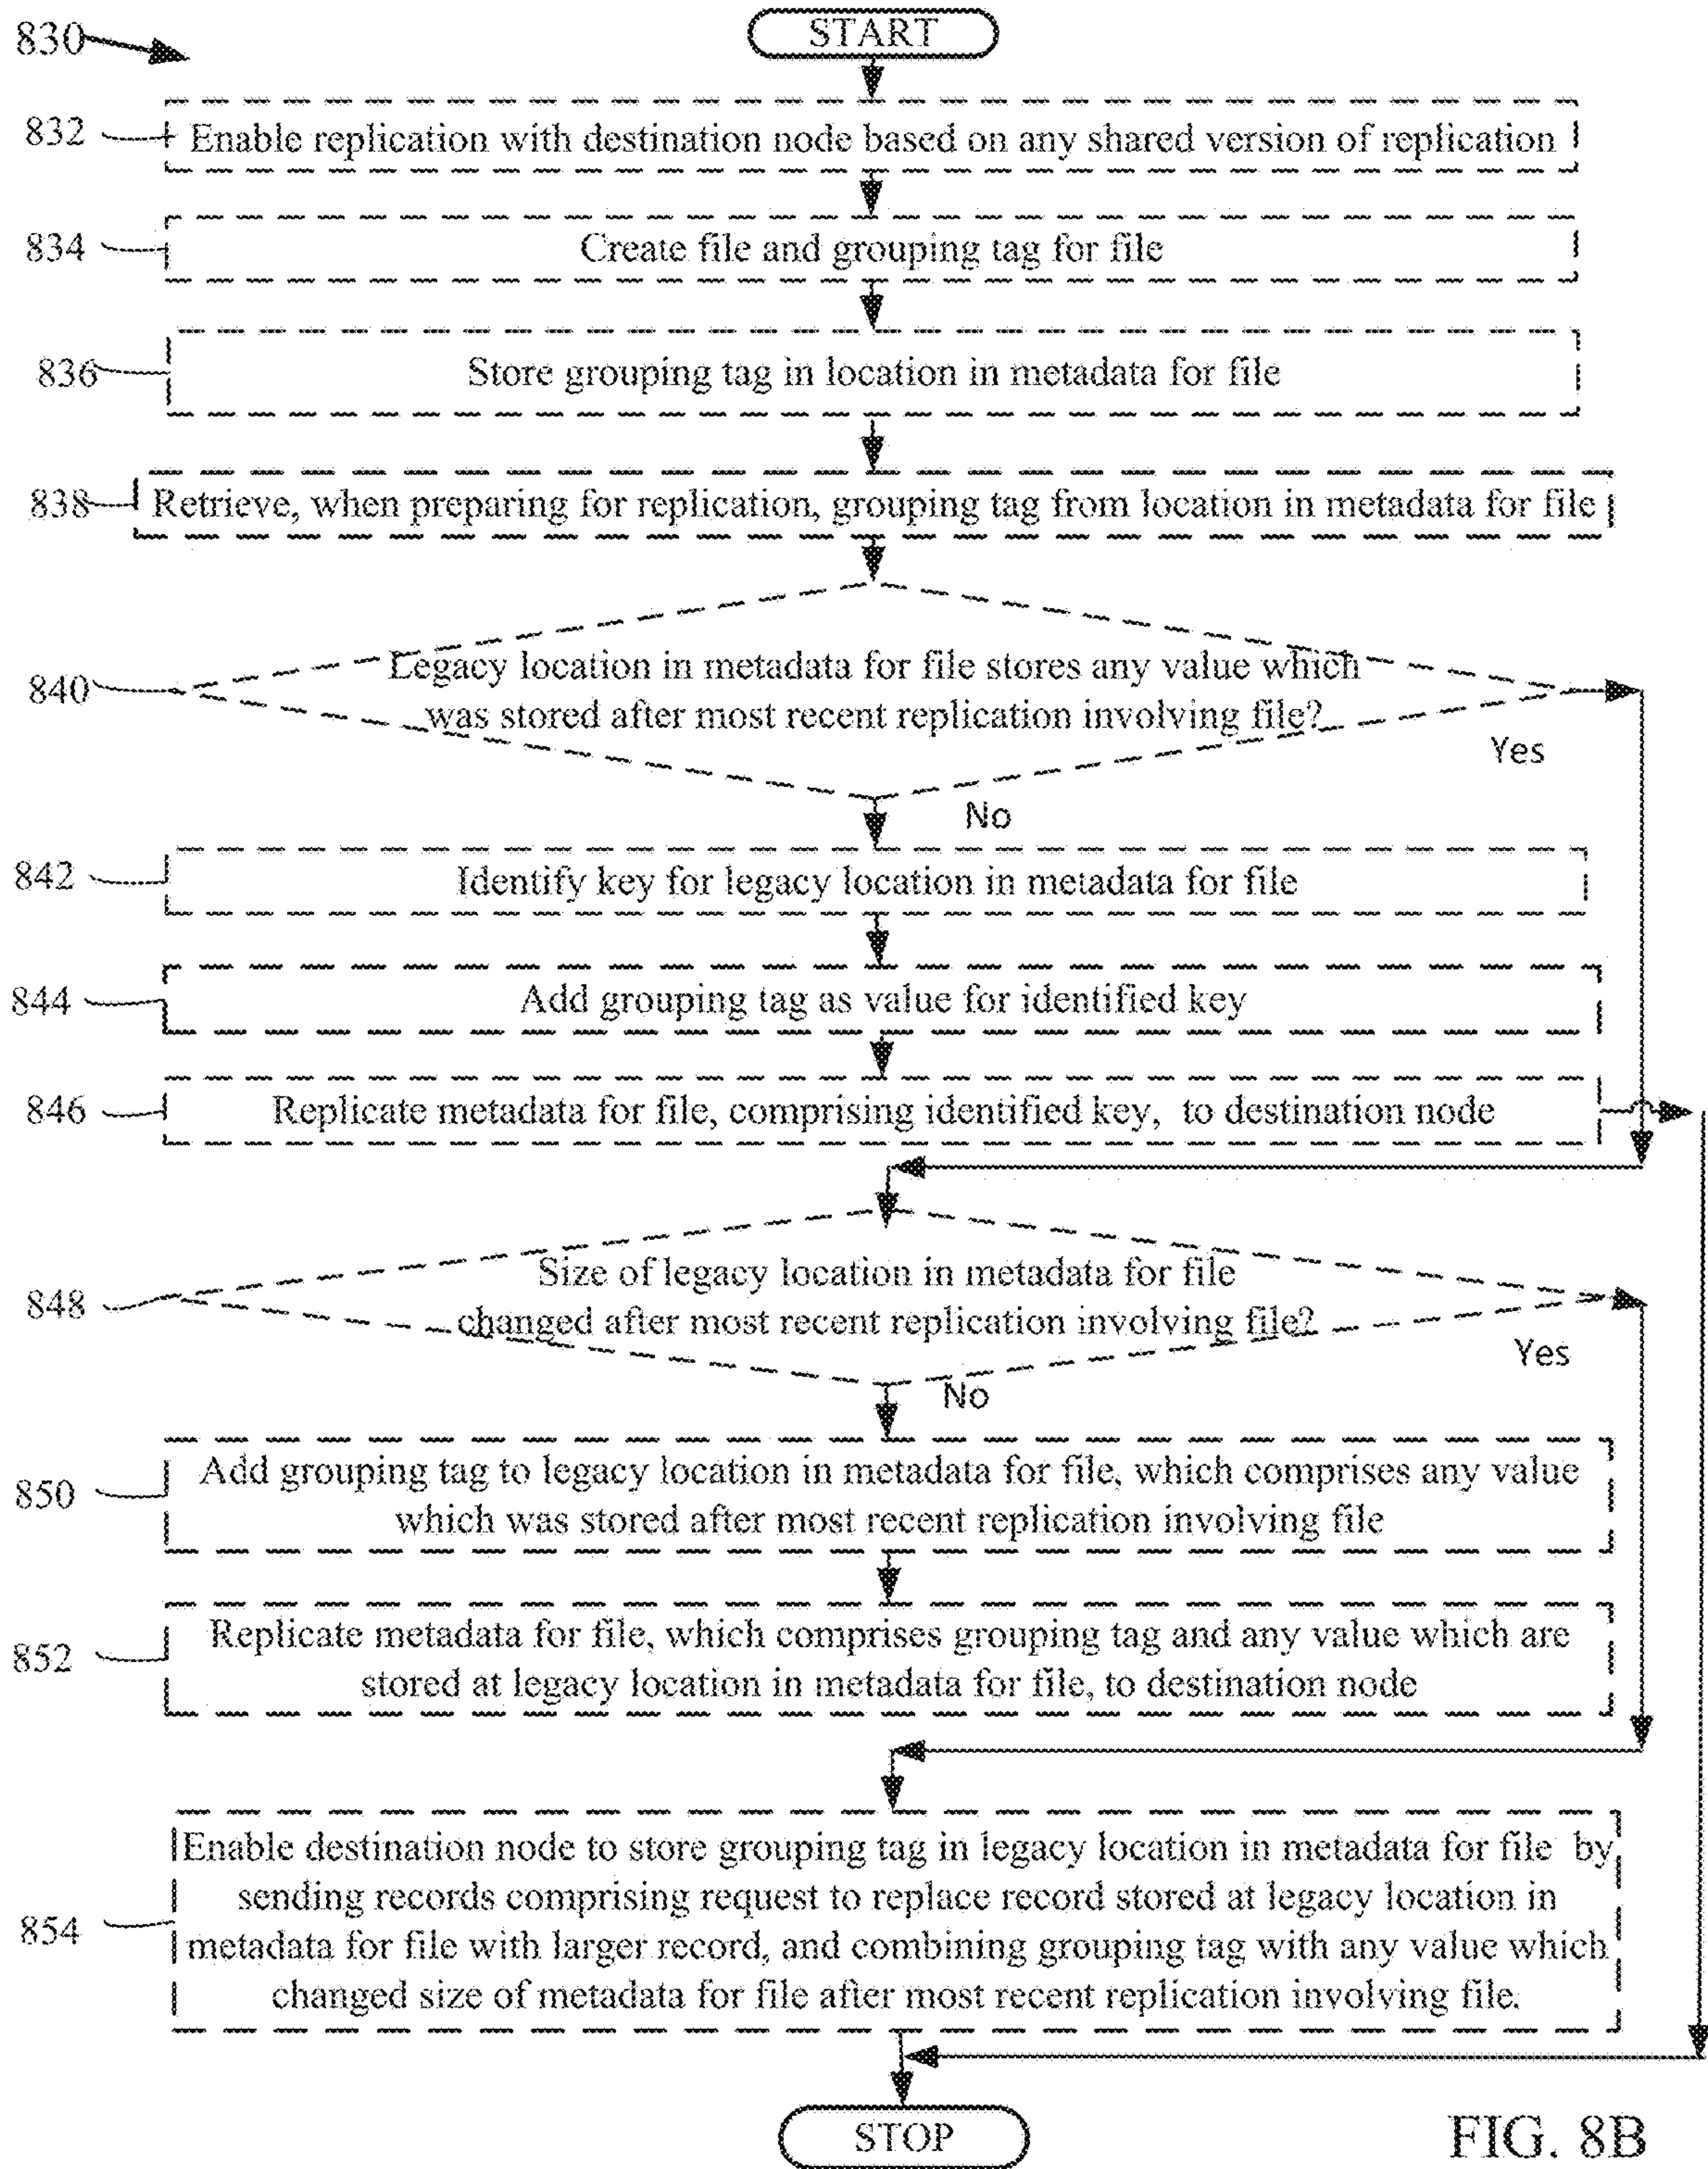 830
START
832
Enable replication with destination node based on any shared version of replication
834
Create file and grouping tag for file
836
Store grouping tag in location in metadata for file
838
Retrieve, when preparing for replication, grouping tag from location in metadata for file
840
Legacy location in metadata for file stores any value which
was stored after most recent replication involving file?
Yes
No
842
Identify key for legacy location in metadata for file
844
Add grouping tag as value for identified key
846
Replicate metadata for file, comprising identified key, to destination node
848
Size of legacy location in metadata for file
changed after most recent replication involving file?
Yes
No
850
Add grouping tag to legacy location in metadata for file, which comprises any value
which was stored after most recent replication involving file
852
Replicate metadata for file, which comprises grouping tag and any value which are
stored at legacy location in metadata for file, to destination node
854
Enable destination node to store grouping tag in legacy location in metadata for file by
sending records comprising request to replace record stored at legacy location in
metadata for file with larger record, and combining grouping tag with any value which
changed size of metadata for file after most recent replication involving file.
STOP
FIG. 8B